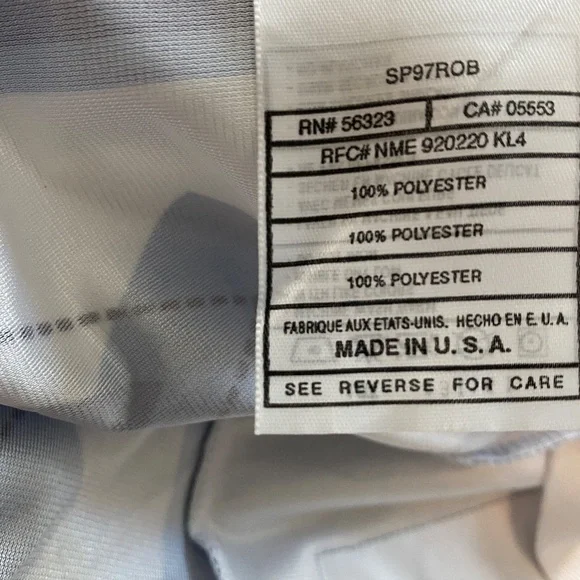 SP97ROB
RN# 56323 CA# 05553
RFC# NME 920220 KL4
100% POLYESTER
100% POLYESTER
100% POLYESTER
FABRIQUE AUX ETATS-UNIS. HECHO EN E. U. A.
MADE IN U. S. A.
SEE REVERSE FOR CARE